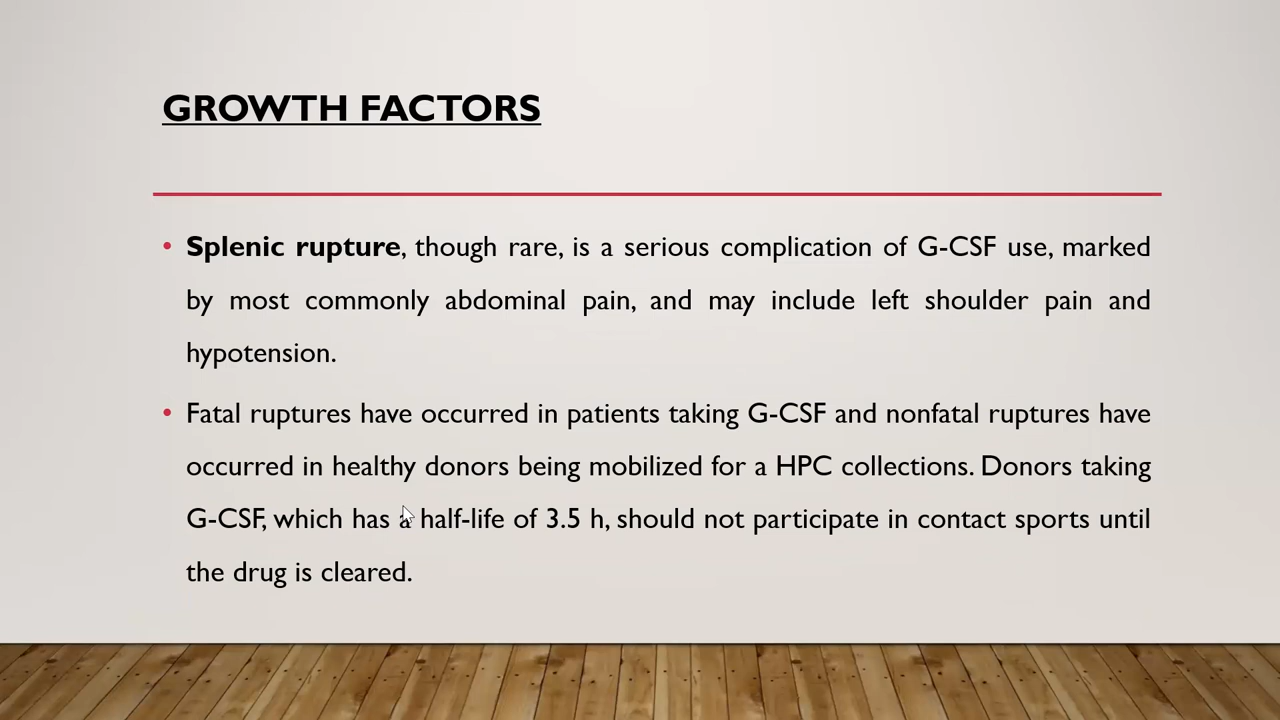 GROWTH FACTORS
• Splenic rupture, though rare, is a serious complication of G-CSF use, marked
by most commonly abdominal pain, and may include left shoulder pain and
hypotension.
• Fatal ruptures have occurred in patients taking G-CSF and nonfatal ruptures have
occurred in healthy donors being mobilized for a HPC collections. Donors taking
G-CSF, which has a half-life of 3.5 h, should not participate in contact sports until
the drug is cleared.